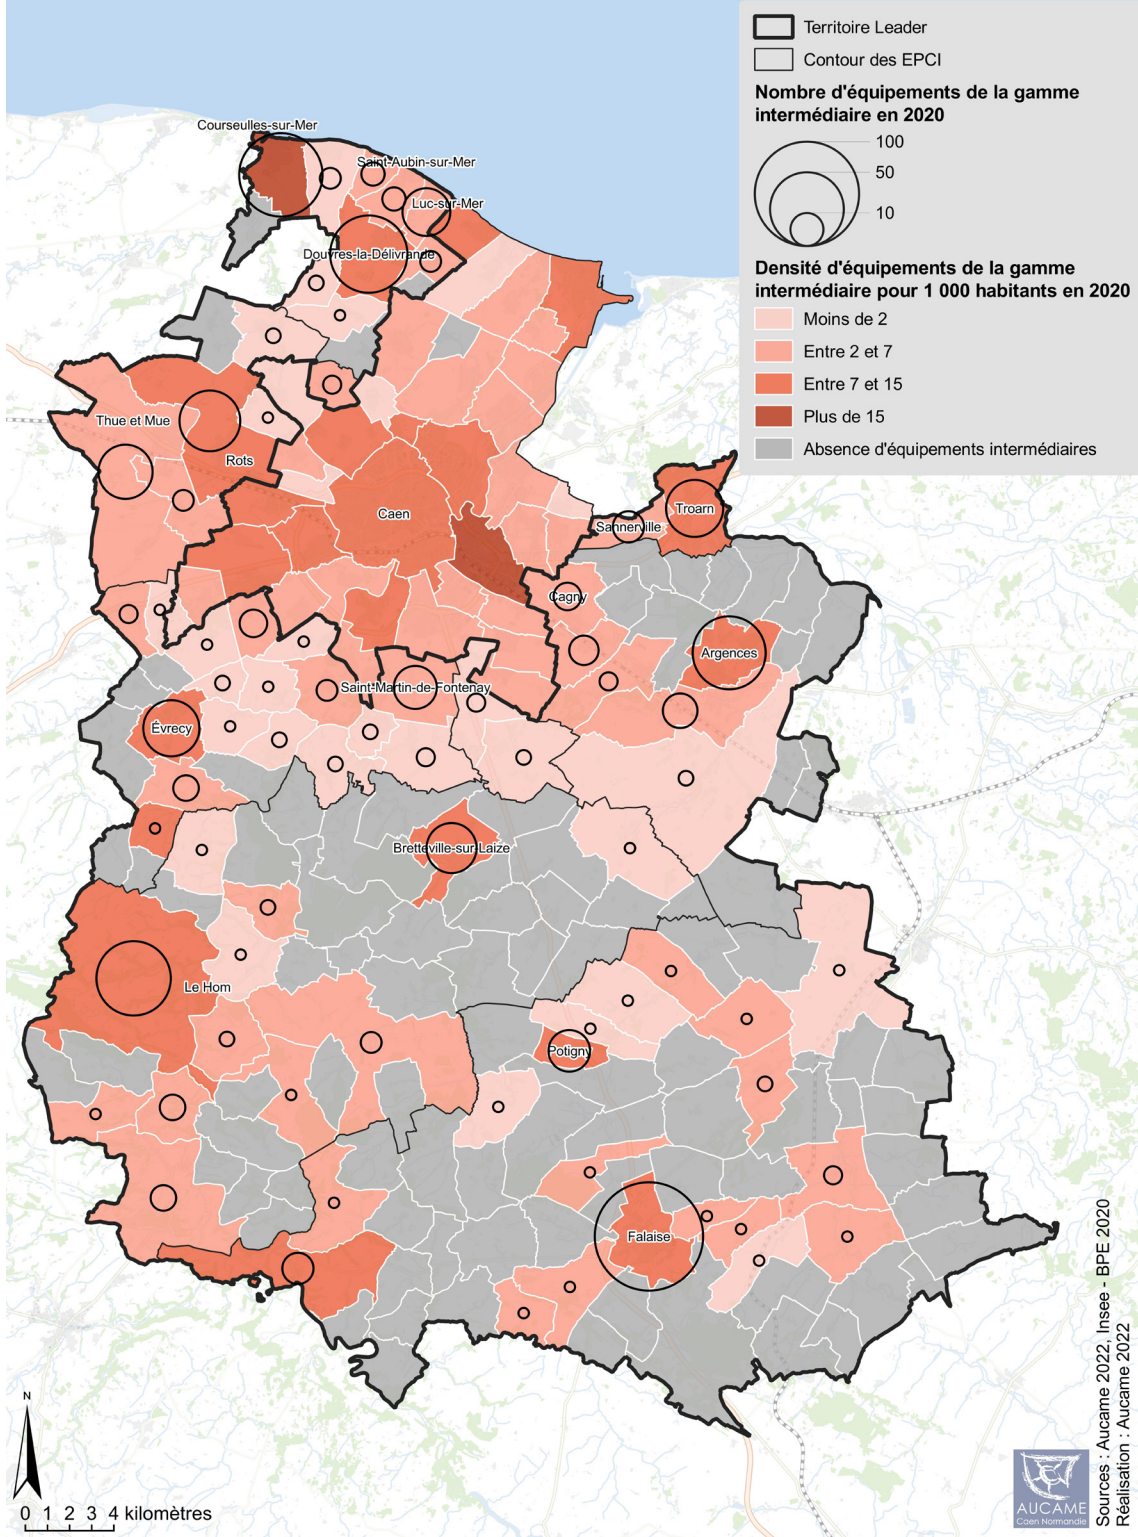 Territoire Leader
Contour des EPCI
Nombre d'équipements de la gamme
intermédiaire en 2020
100
50
10
Densité d'équipements de la gamme
intermédiaire pour 1 000 habitants en 2020
Moins de 2
Entre 2 et 7
Entre 7 et 15
Plus de 15
Absence d'équipements intermédiaires
Courseulles-sur-Mer
Saint-Aubin-sur-Mer
Luc-sur-Mer
Douvres-la-Délivrande
Thue et Mue
Rots
Caen
Troarn
Sannerville
Cagny
Argences
Saint-Martin-de-Fontenay
Évrecy
Bretteville-sur-Laize
Le Hom
Potigny
Falaise
N
0 1 2 3 4 kilomètres
AUCAME
Caen Normandie
Sources : Aucame 2022, Insee - BPE 2020
Réalisation : Aucame 2022